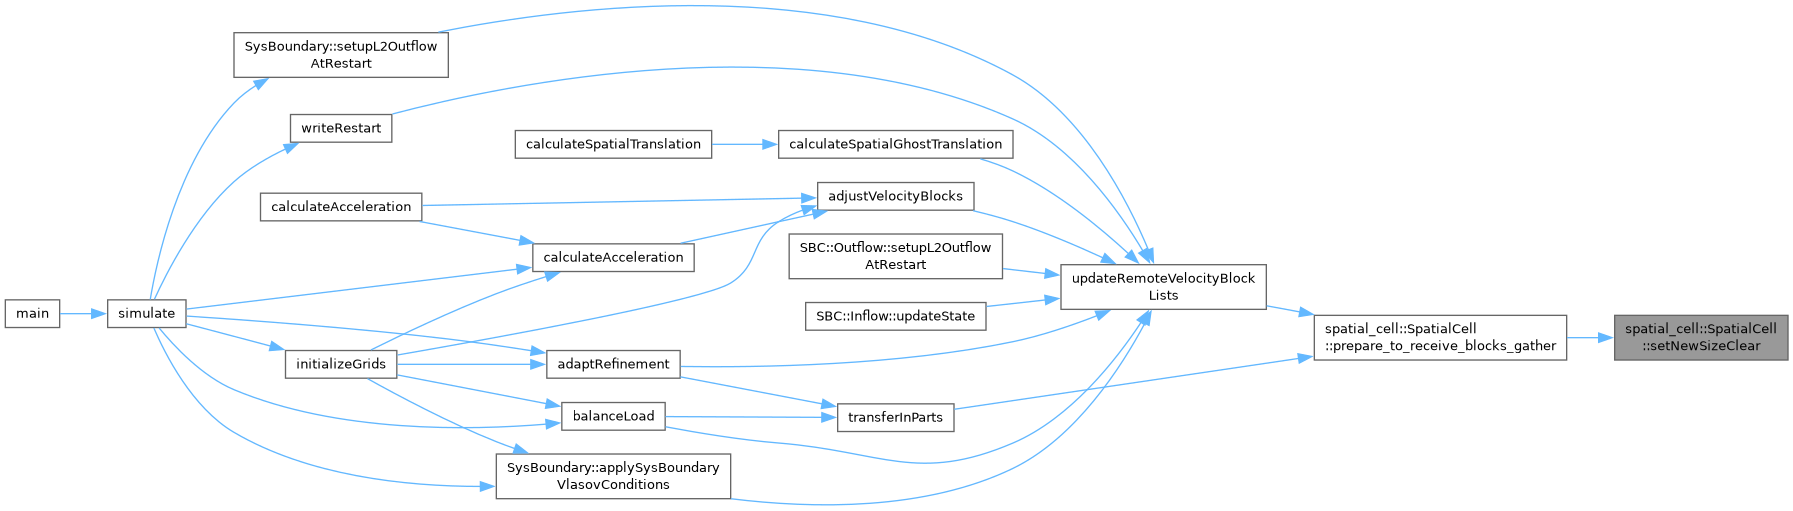 SysBoundary::setupL2Outflow
AtRestart
writeRestart
calculateSpatialTranslation
calculateSpatialGhostTranslation
calculateAcceleration
adjustVelocityBlocks
SBC::Outflow::setupL2Outflow
AtRestart
calculateAcceleration
updateRemoteVelocityBlock
Lists
main
simulate
SBC::Inflow::updateState
spatial_cell::SpatialCell
::prepare_to_receive_blocks_gather
spatial_cell::SpatialCell
::setNewSizeClear
initializeGrids
adaptRefinement
balanceLoad
transferInParts
SysBoundary::applySysBoundary
VlasovConditions